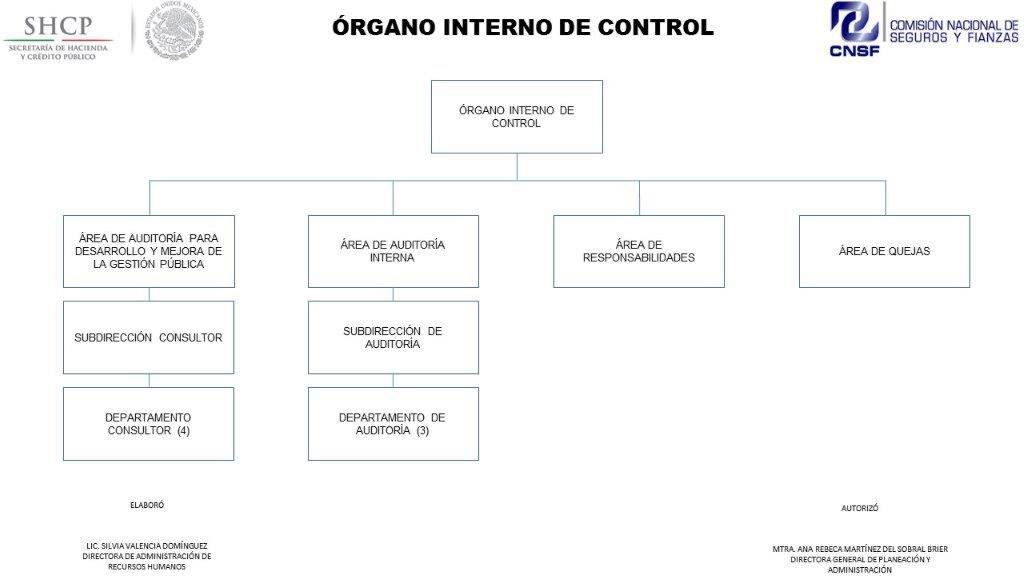 SHCP
SECRETARÍA DE HACIENDA
Y CRÉDITO PÚBLICO
ESTADOS UNIDOS MEXICANOS
ÓRGANO INTERNO DE CONTROL
CNSF
COMISIÓN NACIONAL DE
SEGUROS Y FIANZAS
ÓRGANO INTERNO DE
CONTROL
ÁREA DE AUDITORÍA PARA
DESARROLLO Y MEJORA DE
LA GESTIÓN PÚBLICA
ÁREA DE AUDITORÍA
INTERNA
ÁREA DE
RESPONSABILIDADES
ÁREA DE QUEJAS
SUBDIRECCIÓN CONSULTOR
SUBDIRECCIÓN DE
AUDITORÍA
DEPARTAMENTO
CONSULTOR (4)
DEPARTAMENTO DE
AUDITORÍA (3)
ELABORÓ
LIC. SILVIA VALENCIA DOMÍNGUEZ
DIRECTORA DE ADMINISTRACIÓN DE
RECURSOS HUMANOS
AUTORIZÓ
MTRA. ANA REBECA MARTÍNEZ DEL SOBRAL BRIER
DIRECTORA GENERAL DE PLANEACIÓN Y
ADMINISTRACIÓN